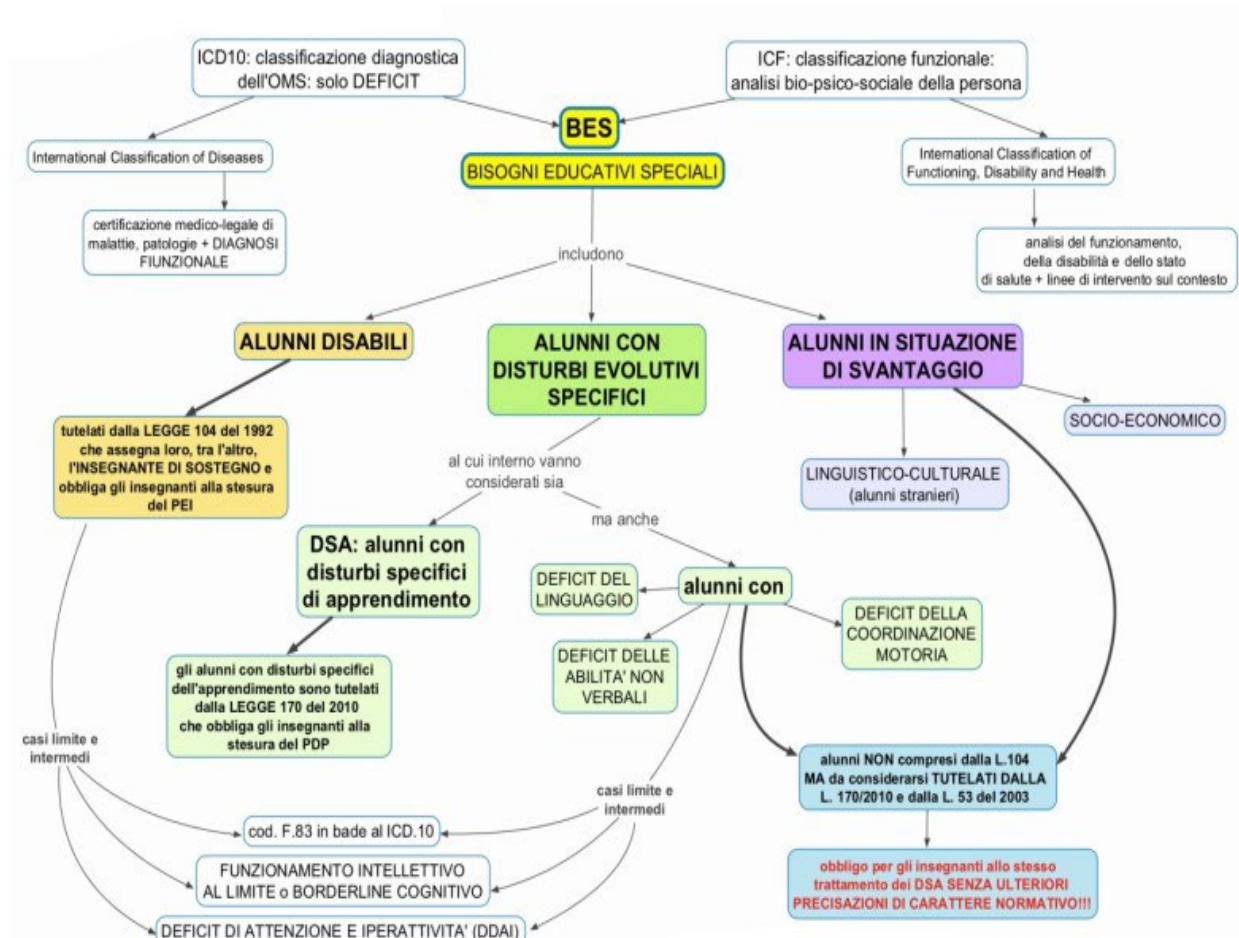 ICD10: classificazione diagnostica
dell'OMS: solo DEFICIT
ICF: classificazione funzionale:
analisi bio-psico-sociale della persona
BES
BISOGNI EDUCATIVI SPECIALI
International Classification of Diseases
International Classification of
Functioning, Disability and Health
certificazione medico-legale di
malattie, patologie + DIAGNOSI
FIUNZIONALE
analisi del funzionamento,
della disabilità e dello stato
di salute + linee di intervento sul contesto
includono
ALUNNI DISABILI
ALUNNI CON
DISTURBI EVOLUTIVI
SPECIFICI
ALUNNI IN SITUAZIONE
DI SVANTAGGIO
tutelati dalla LEGGE 104 del 1992
che assegna loro, tra l'altro,
l'INSEGNANTE DI SOSTEGNO e
obbliga gli insegnanti alla stesura
del PEI
al cui interno vanno
considerati sia
ma anche
LINGUISTICO-CULTURALE
(alunni stranieri)
SOCIO-ECONOMICO
DSA: alunni con
disturbi specifici
di apprendimento
DEFICIT DEL
LINGUAGGIO
alunni con
DEFICIT DELLE
ABILITA' NON
VERBALI
DEFICIT DELLA
COORDINAZIONE
MOTORIA
gli alunni con disturbi specifici
dell'apprendimento sono tutelati
dalla LEGGE 170 del 2010
che obbliga gli insegnanti alla
stesura del PDP
casi limite e
intermedi
casi limite e
intermedi
alunni NON compresi dalla L.104
MA da considerarsi TUTELATI DALLA
L. 170/2010 e dalla L. 53 del 2003
cod. F.83 in bade al ICD.10
FUNZIONAMENTO INTELLETTIVO
AL LIMITE o BORDERLINE COGNITIVO
DEFICIT DI ATTENZIONE E IPERATTIVITA' (DDAI)
obbligo per gli insegnanti allo stesso
trattamento dei DSA SENZA ULTERIORI
PRECISAZIONI DI CARATTERE NORMATIVO!!!